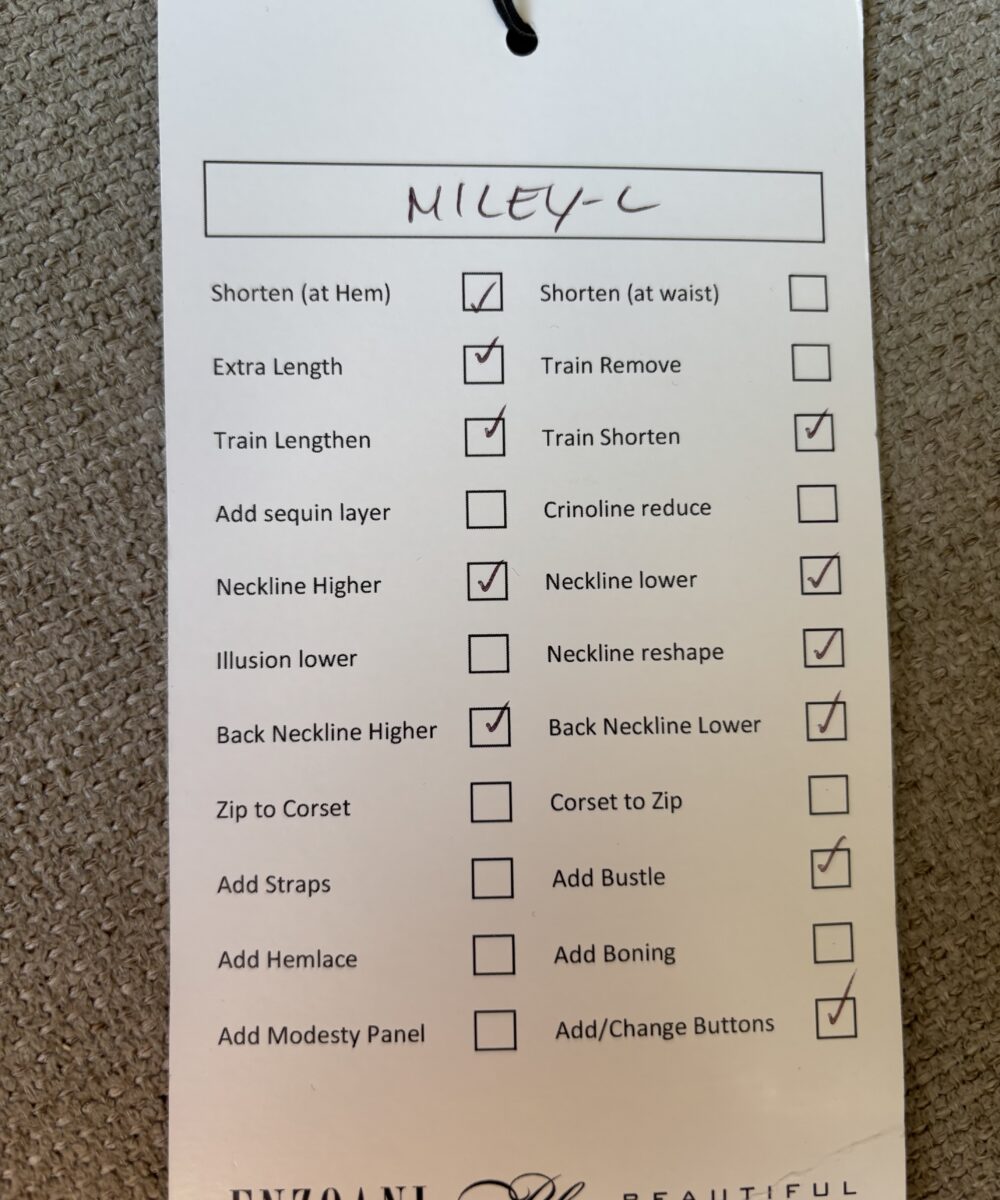 MILEY-L
Shorten (at Hem) ☑ Shorten (at waist) ☐
Extra Length ☑ Train Remove ☐
Train Lengthen ☑ Train Shorten ☑
Add sequin layer ☐ Crinoline reduce ☐
Neckline Higher ☑ Neckline lower ☑
Illusion lower ☐ Neckline reshape ☑
Back Neckline Higher ☑ Back Neckline Lower ☑
Zip to Corset ☐ Corset to Zip ☐
Add Straps ☐ Add Bustle ☑
Add Hemlace ☐ Add Boning ☐
Add Modesty Panel ☐ Add/Change Buttons ☑
ENZOANI BEAUTIFUL